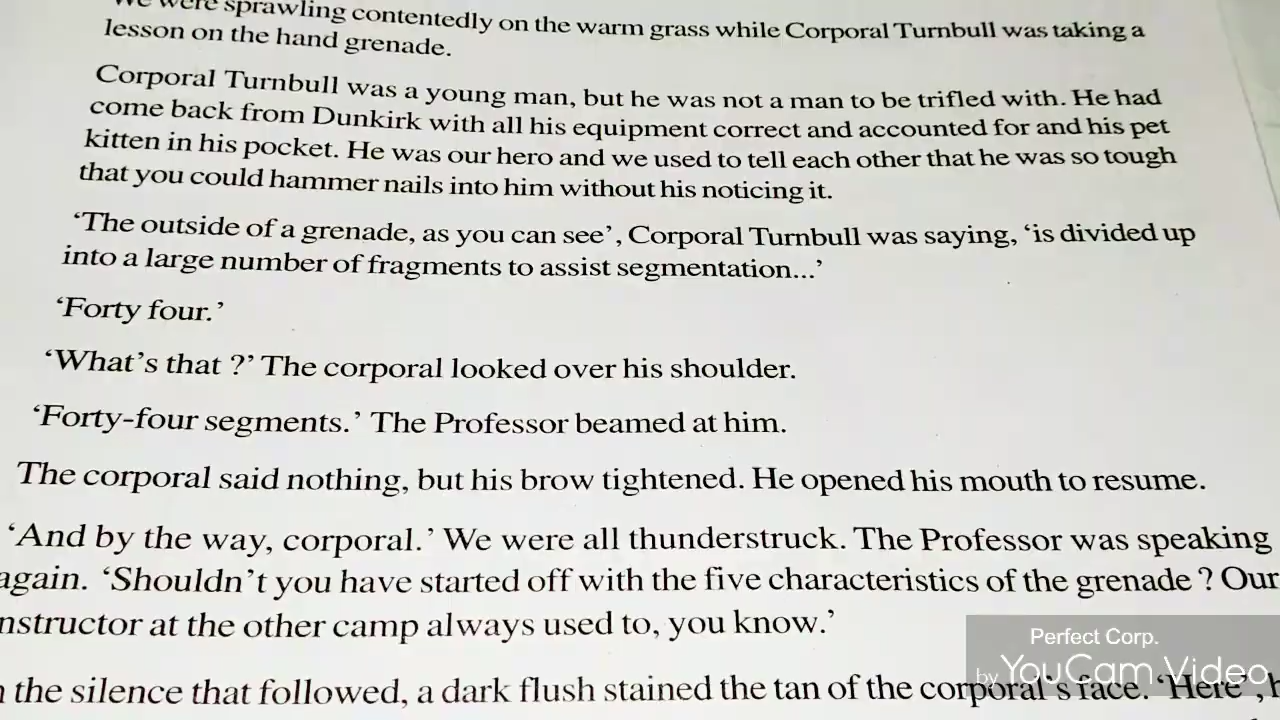 We were sprawling contentedly on the warm grass while Corporal Turnbull was taking a
lesson on the hand grenade.
Corporal Turnbull was a young man, but he was not a man to be trifled with. He had
come back from Dunkirk with all his equipment correct and accounted for and his pet
kitten in his pocket. He was our hero and we used to tell each other that he was so tough
that you could hammer nails into him without his noticing it.
‘The outside of a grenade, as you can see’, Corporal Turnbull was saying, ‘is divided up
into a large number of fragments to assist segmentation...’
‘Forty four.’
‘What’s that ?’ The corporal looked over his shoulder.
‘Forty-four segments.’ The Professor beamed at him.
The corporal said nothing, but his brow tightened. He opened his mouth to resume.
‘And by the way, corporal.’ We were all thunderstruck. The Professor was speaking
again. ‘Shouldn’t you have started off with the five characteristics of the grenade ? Our
nstructor at the other camp always used to, you know.’
the silence that followed, a dark flush stained the tan of the corporal's face. ‘Here’,
Perfect Corp.
by YouCam Video